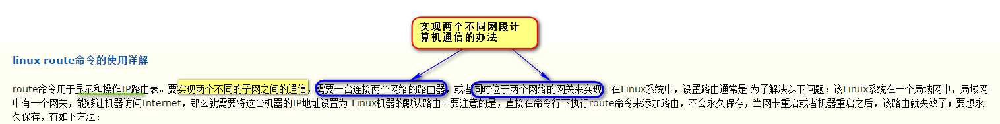 实现两个不同网段计
算机通信的办法
linux route命令的使用详解
route命令用于显示和操作IP路由表。要实现两个不同的子网之间的通信，需要一台连接两个网络的路由器，或者同时位于两个网络的网关来实现。在Linux系统中，设置路由通常是 为了解决以下问题：该Linux系统在一个局域网中，局域网
中有一个网关，能够让机器访问Internet，那么就需要将这台机器的IP地址设置为 Linux机器的默认路由。要注意的是，直接在命令行下执行route命令来添加路由，不会永久保存，当网卡重启或者机器重启之后，该路由就失效了；要想永
久保存，有如下方法：